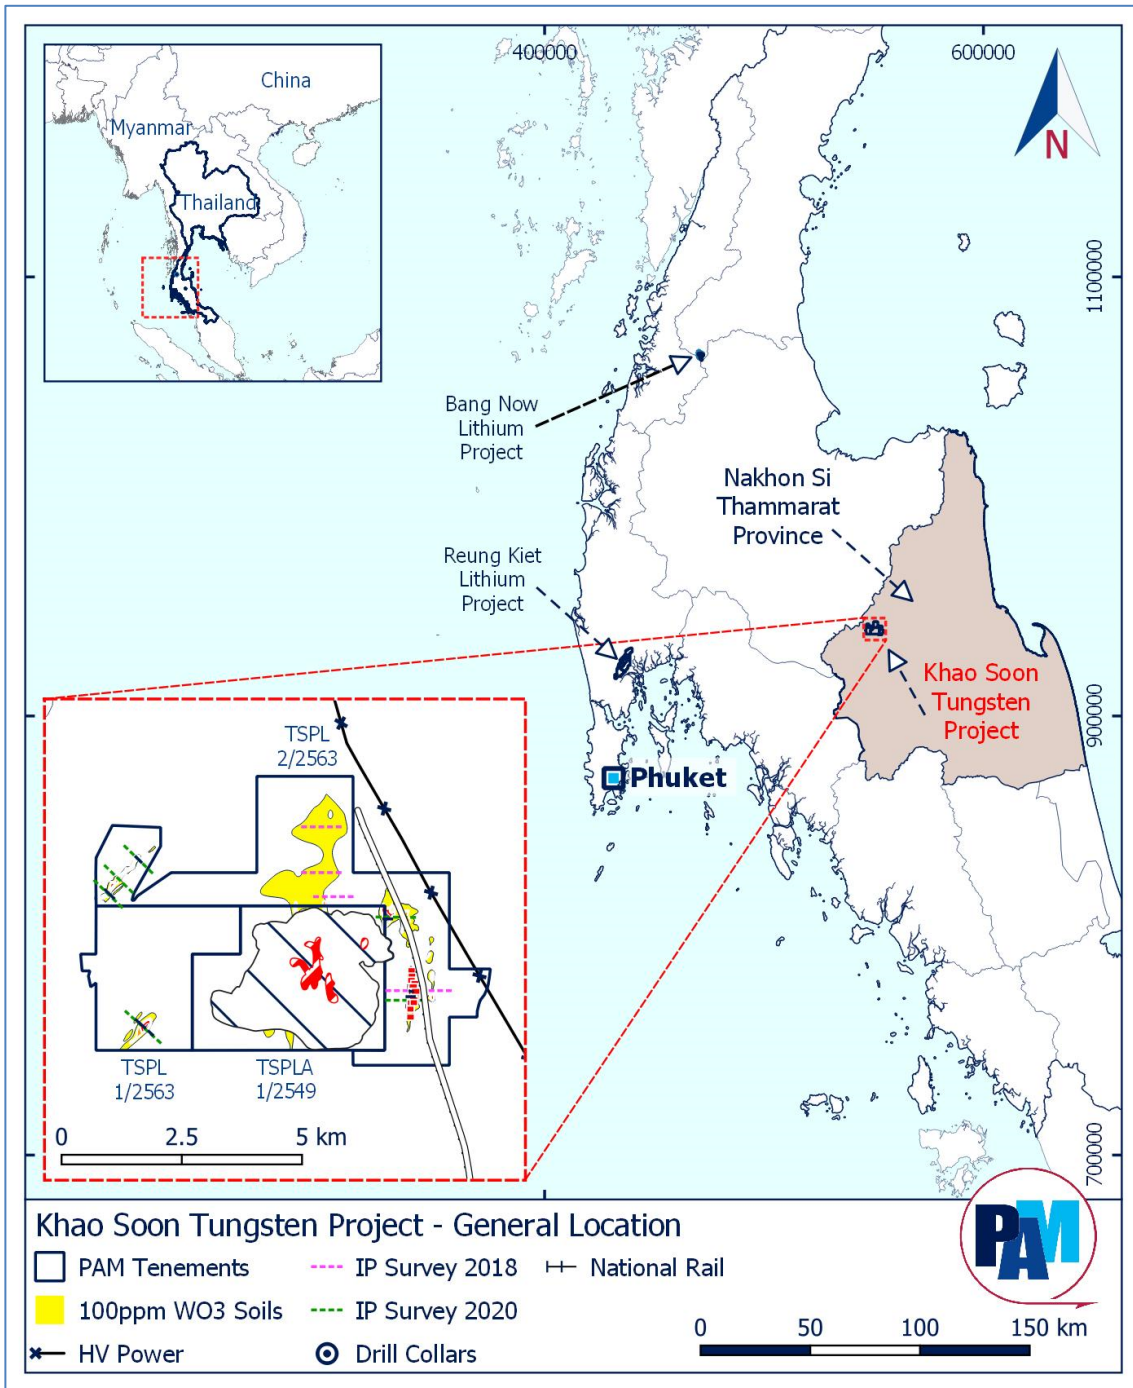 400000
600000
China
Myanmar
Thailand
N
1100000
Bang Now
Lithium
Project
Nakhon Si
Thammarat
Province
Reung Kiet
Lithium
Project
Khao Soon
Tungsten
Project
900000
Phuket
TSPL
2/2563
TSPL
1/2563
TSPLA
1/2549
0 2.5 5 km
700000
Khao Soon Tungsten Project - General Location
PAM Tenements
IP Survey 2018
National Rail
100ppm WO3 Soils
IP Survey 2020
HV Power
Drill Collars
PAM
0 50 100 150 km